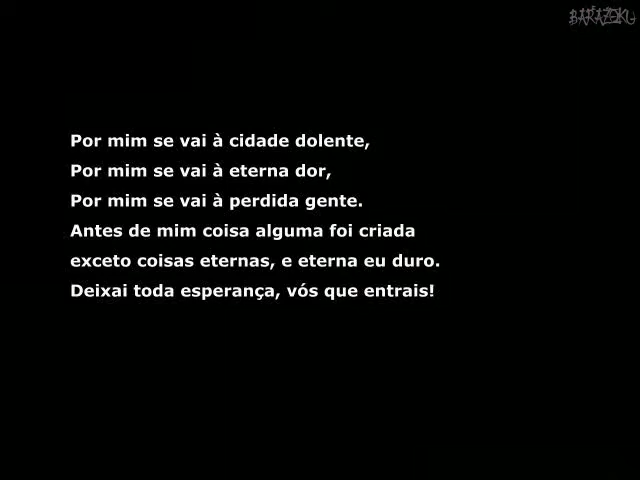 BAKAZEKU
Por mim se vai à cidade dolente,
Por mim se vai à eterna dor,
Por mim se vai à perdida gente.
Antes de mim coisa alguma foi criada
exceto coisas eternas, e eterna eu duro.
Deixai toda esperança, vós que entrais!